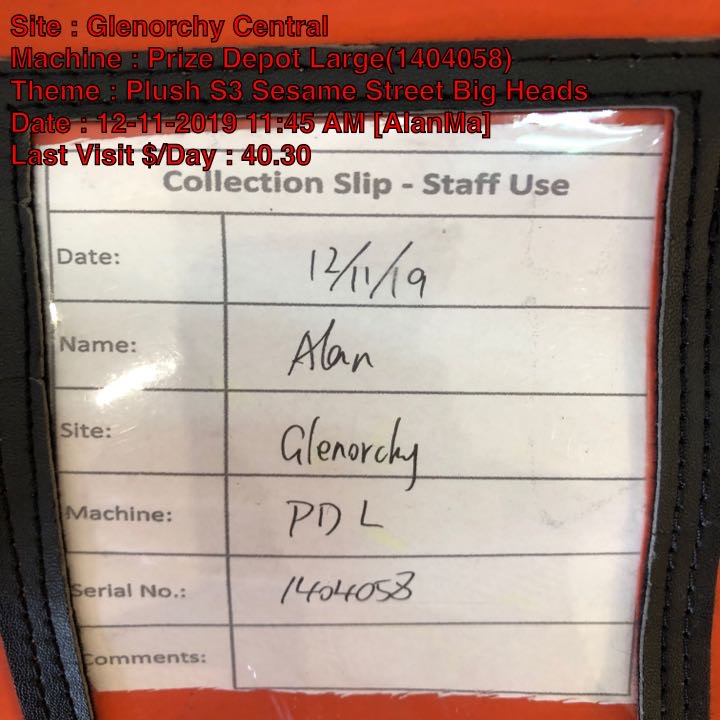 Site : Glenorchy Central
Machine : Prize Depot Large(1404058)
Theme : Plush S3 Sesame Street Big Heads
Date : 12-11-2019 11:45 AM [AlanMa]
Last Visit $/Day : 40.30
Collection Slip - Staff Use
Date: 12/11/19
Name: Alan
Site: Glenorchy
Machine: PDL
Serial No.: 1404058
Comments: